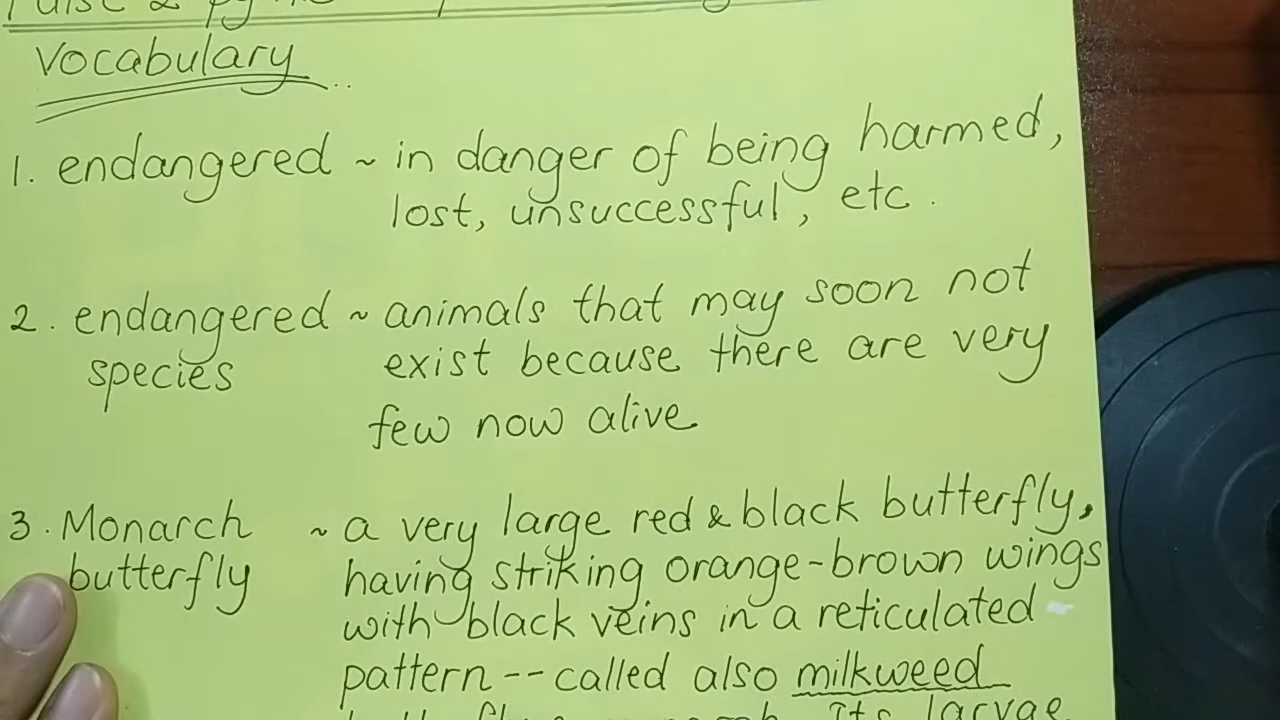 Vocabulary
1. endangered ~ in danger of being harmed,
lost, unsuccessful, etc.
2. endangered ~ animals that may soon not
species exist because there are very
few now alive
3. Monarch ~ a very large red & black butterfly,
butterfly having striking orange-brown wings
with black veins in a reticulated
pattern -- called also milkweed
Its larvae